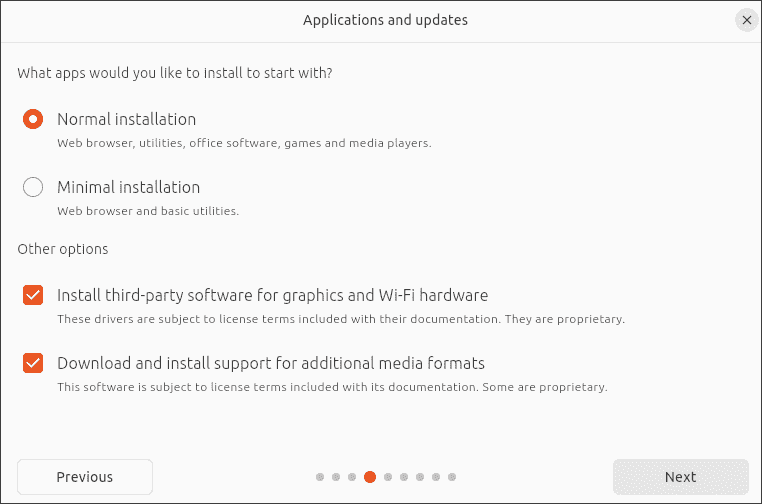 Applications and updates
What apps would you like to install to start with?
Normal installation
Web browser, utilities, office software, games and media players.
Minimal installation
Web browser and basic utilities.
Other options
Install third-party software for graphics and Wi-Fi hardware
These drivers are subject to license terms included with their documentation. They are proprietary.
Download and install support for additional media formats
This software is subject to license terms included with its documentation. Some are proprietary.
Previous
Next